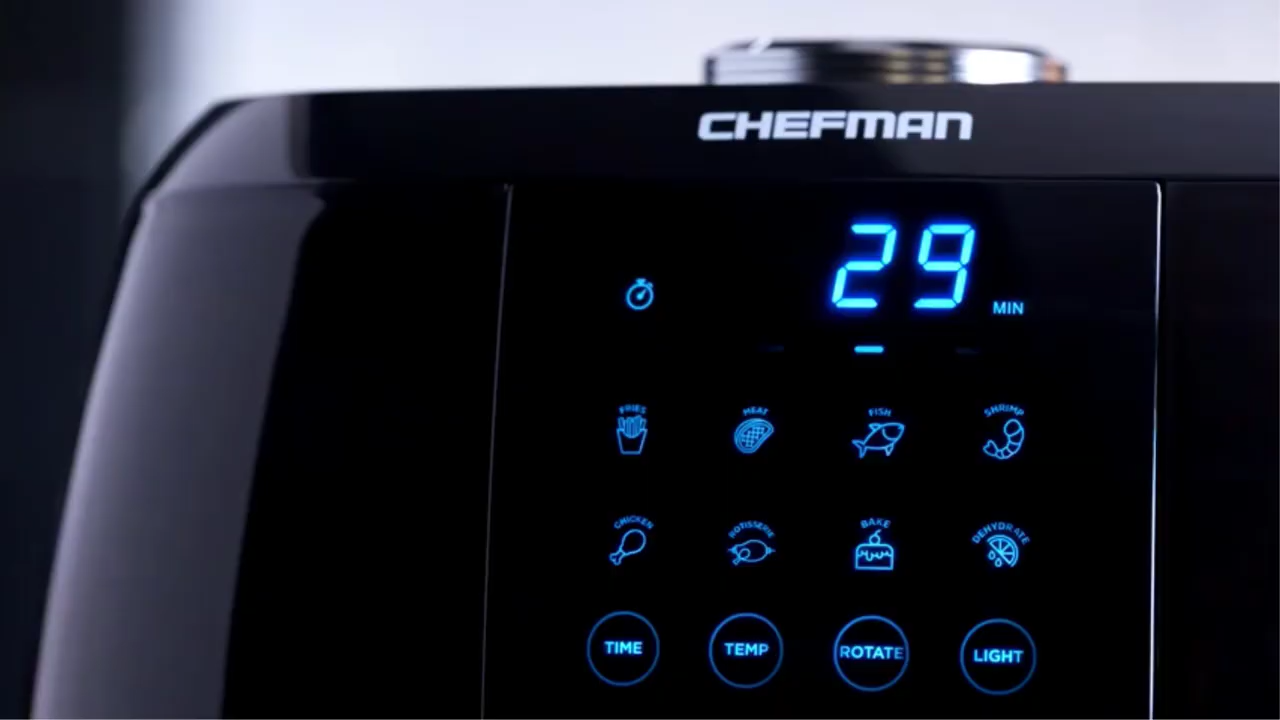 CHEFMAN
29
MIN
FRIES MEAT FISH SHRIMP
CHICKEN ROTISSERIE BAKE DEHYDRATE
TIME TEMP ROTATE LIGHT